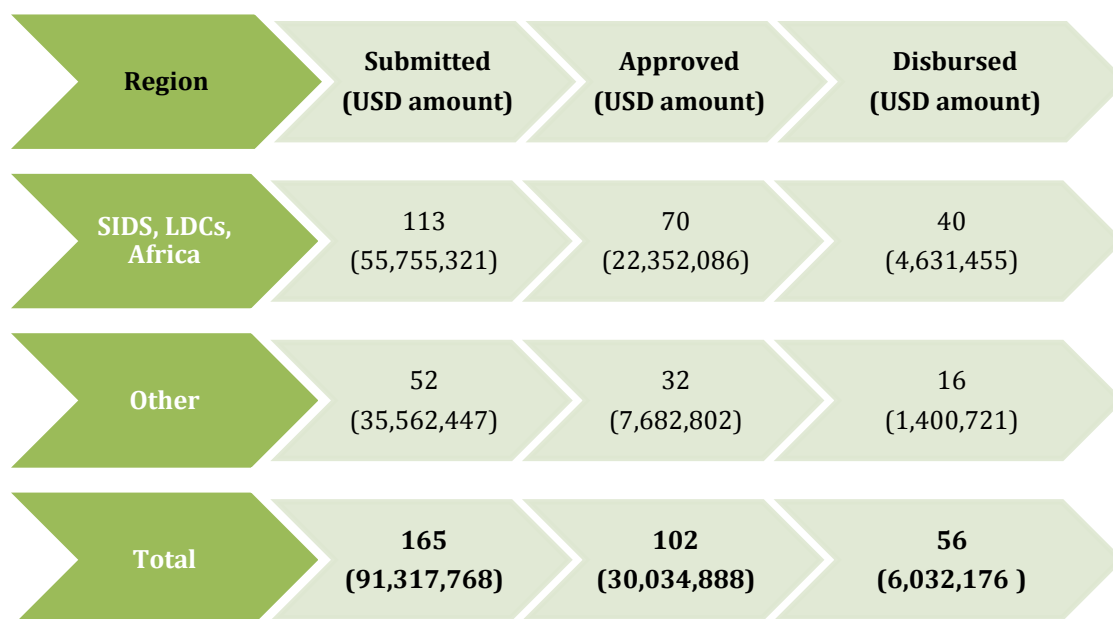 Region
Submitted
(USD amount)
Approved
(USD amount)
Disbursed
(USD amount)
SIDS, LDCs,
Africa
113
(55,755,321)
70
(22,352,086)
40
(4,631,455)
Other
52
(35,562,447)
32
(7,682,802)
16
(1,400,721)
Total
165
(91,317,768)
102
(30,034,888)
56
(6,032,176 )